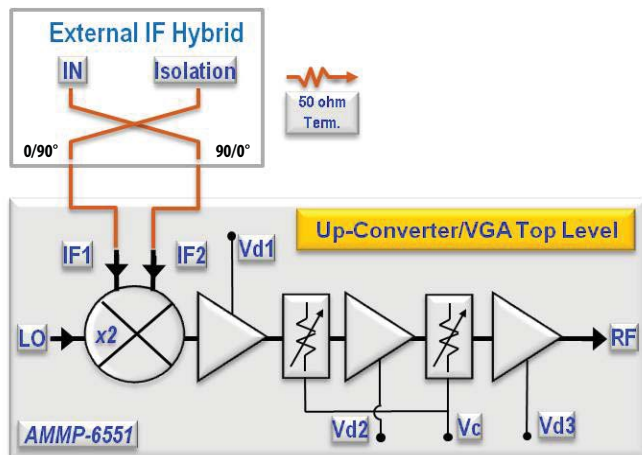 External IF Hybrid
IN
Isolation
50 ohm
Term.
0/90°
90/0°
Up-Converter/VGA Top Level
IF1
IF2
Vd1
LO
x2
RF
Vd2
Vc
Vd3
AMMP-6551